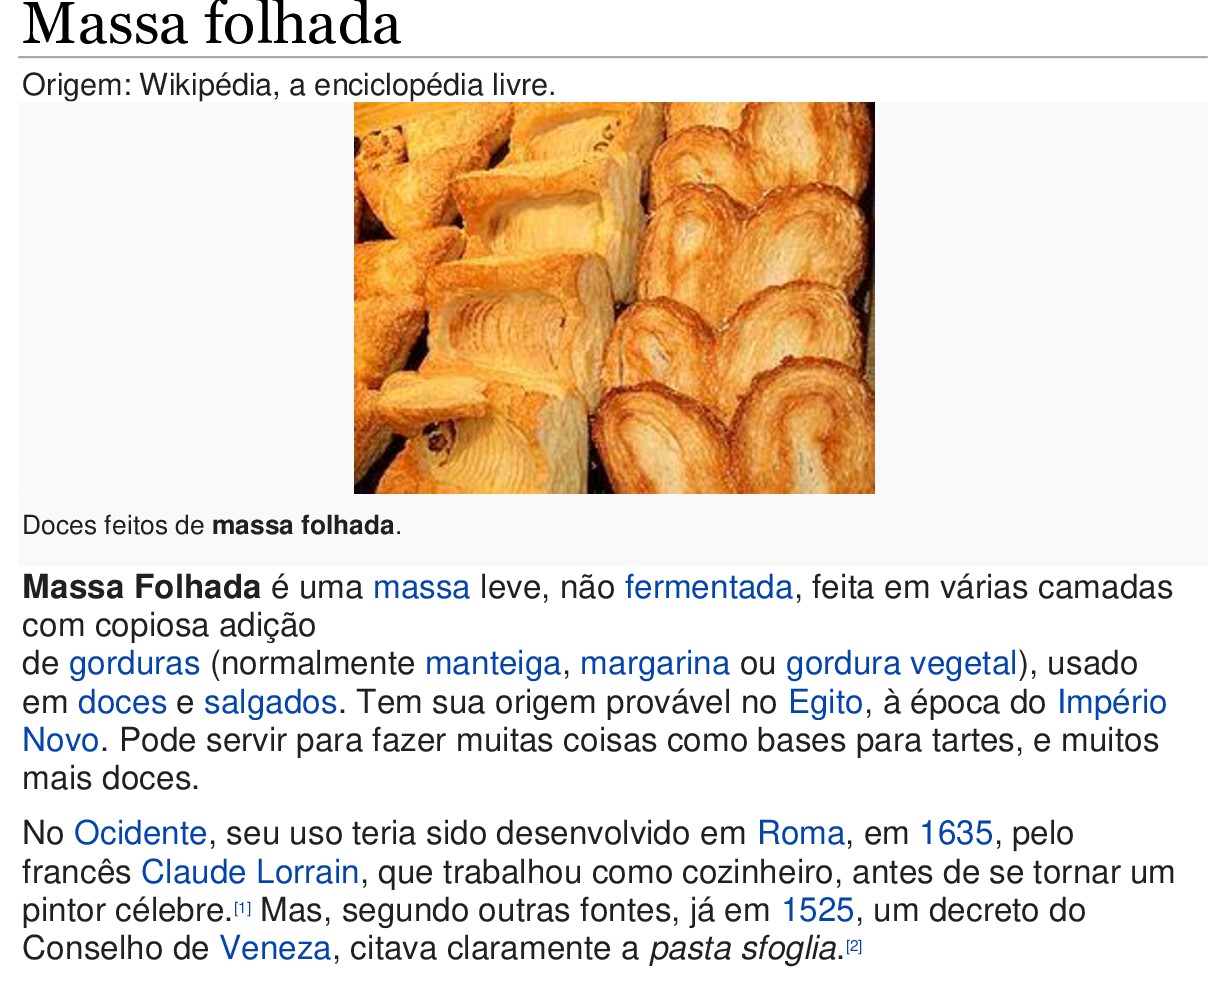 Massa folhada
Origem: Wikipédia, a enciclopédia livre.
Doces feitos de massa folhada.
Massa Folhada é uma massa leve, não fermentada, feita em várias camadas
com copiosa adição
de gorduras (normalmente manteiga, margarina ou gordura vegetal), usado
em doces e salgados. Tem sua origem provável no Egito, à época do Império
Novo. Pode servir para fazer muitas coisas como bases para tartes, e muitos
mais doces.
No Ocidente, seu uso teria sido desenvolvido em Roma, em 1635, pelo
francês Claude Lorrain, que trabalhou como cozinheiro, antes de se tornar um
pintor célebre.[1] Mas, segundo outras fontes, já em 1525, um decreto do
Conselho de Veneza, citava claramente a pasta sfoglia.[2]